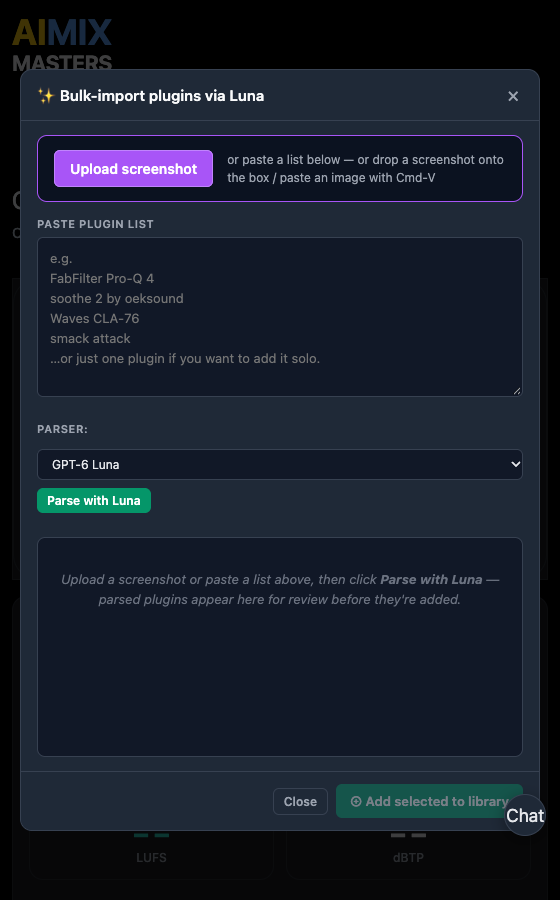 AIMIX
MASTERS
✨ Bulk-import plugins via Luna
×
Upload screenshot
or paste a list below — or drop a screenshot onto
the box / paste an image with Cmd-V
PASTE PLUGIN LIST
e.g.
FabFilter Pro-Q 4
soothe 2 by oeksound
Waves CLA-76
smack attack
...or just one plugin if you want to add it solo.
PARSER:
GPT-6 Luna
Parse with Luna
Upload a screenshot or paste a list above, then click Parse with Luna —
parsed plugins appear here for review before they're added.
Close
⊕ Add selected to library
Chat
LUFS
dBTP